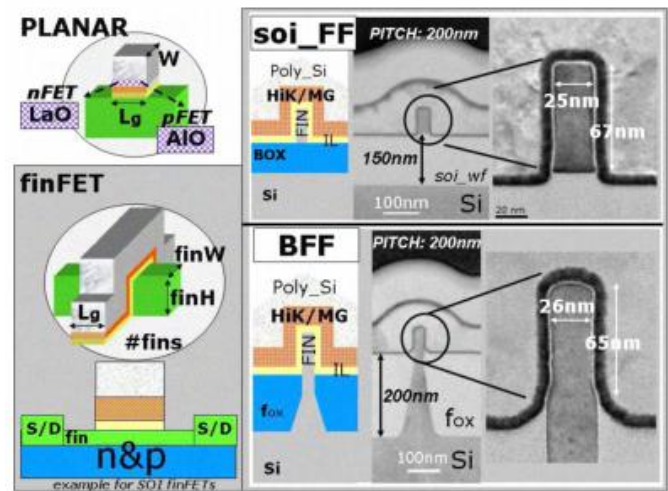 PLANAR
W
nFET
LaO
Lg
pFET
AlO
finFET
finW
finH
Lg
#fins
S/D
fin
S/D
n&p
example for SOI finFETs
soi_FF
Poly_Si
HiK/MG
FIN
IL
BOX
Si
PITCH: 200nm
150nm
soi_wf
100nm
Si
25nm
67nm
20 nm
BFF
Poly_Si
HiK/MG
FIN
IL
fox
Si
PITCH: 200nm
200nm
fox
100nm
Si
26nm
65nm